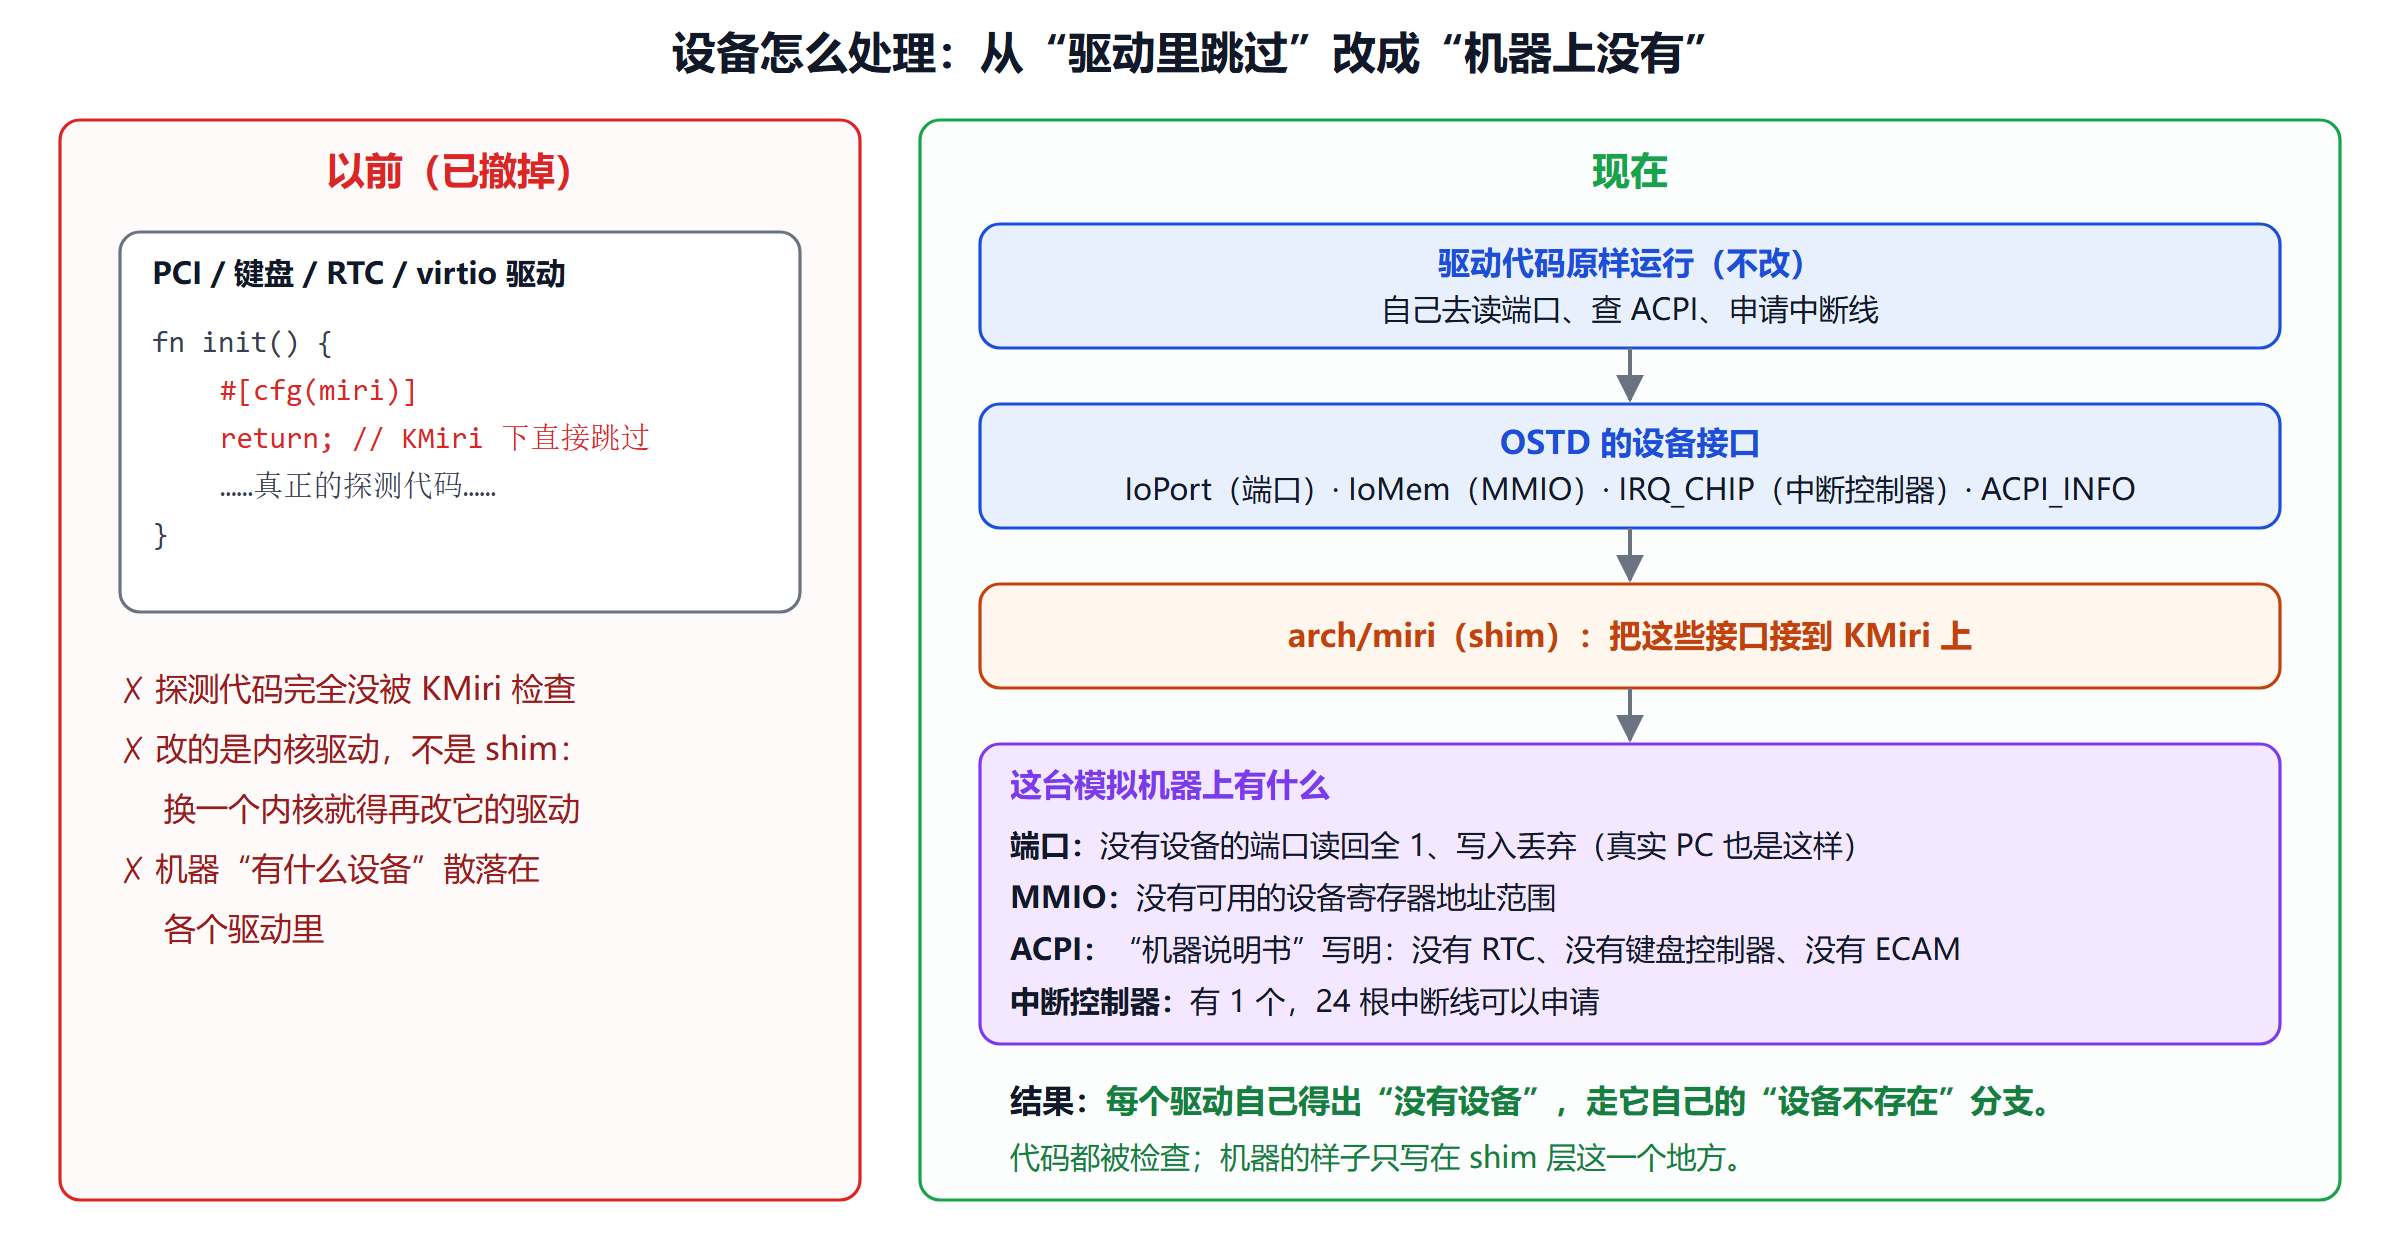 设备怎么处理：从“驱动里跳过”改成“机器上没有”
以前（已撤掉）
PCI / 键盘 / RTC / virtio 驱动
fn init() {
#[cfg(miri)]
return; // KMiri 下直接跳过
……真正的探测代码……
}
✗ 探测代码完全没被 KMiri 检查
✗ 改的是内核驱动，不是 shim：
换一个内核就得再改它的驱动
✗ 机器“有什么设备”散落在
各个驱动里
现在
驱动代码原样运行（不改）
自己去读端口、查 ACPI、申请中断线
OSTD 的设备接口
IoPort（端口）· IoMem（MMIO）· IRQ_CHIP（中断控制器）· ACPI_INFO
arch/miri（shim）：把这些接口接到 KMiri 上
这台模拟机器上有什么
端口：没有设备的端口读回全 1、写入丢弃（真实 PC 也是这样）
MMIO：没有可用的设备寄存器地址范围
ACPI：“机器说明书”写明：没有 RTC、没有键盘控制器、没有 ECAM
中断控制器：有 1 个，24 根中断线可以申请
结果：每个驱动自己得出“没有设备”，走它自己的“设备不存在”分支。
代码都被检查；机器的样子只写在 shim 层这一个地方。